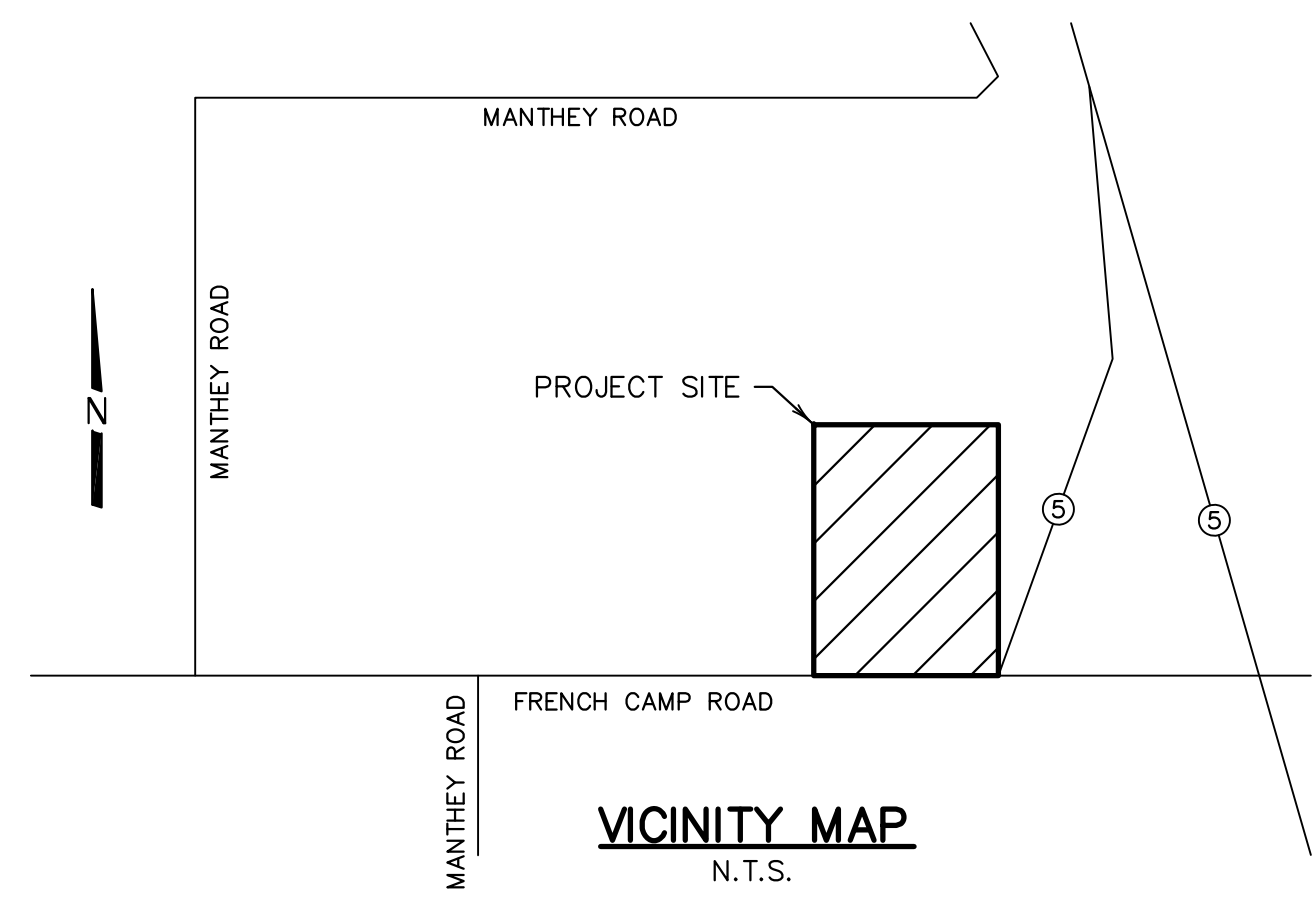 MANTHEY ROAD
MANTHEY ROAD
N
PROJECT SITE
5
5
FRENCH CAMP ROAD
MANTHEY ROAD
VICINITY MAP
N.T.S.